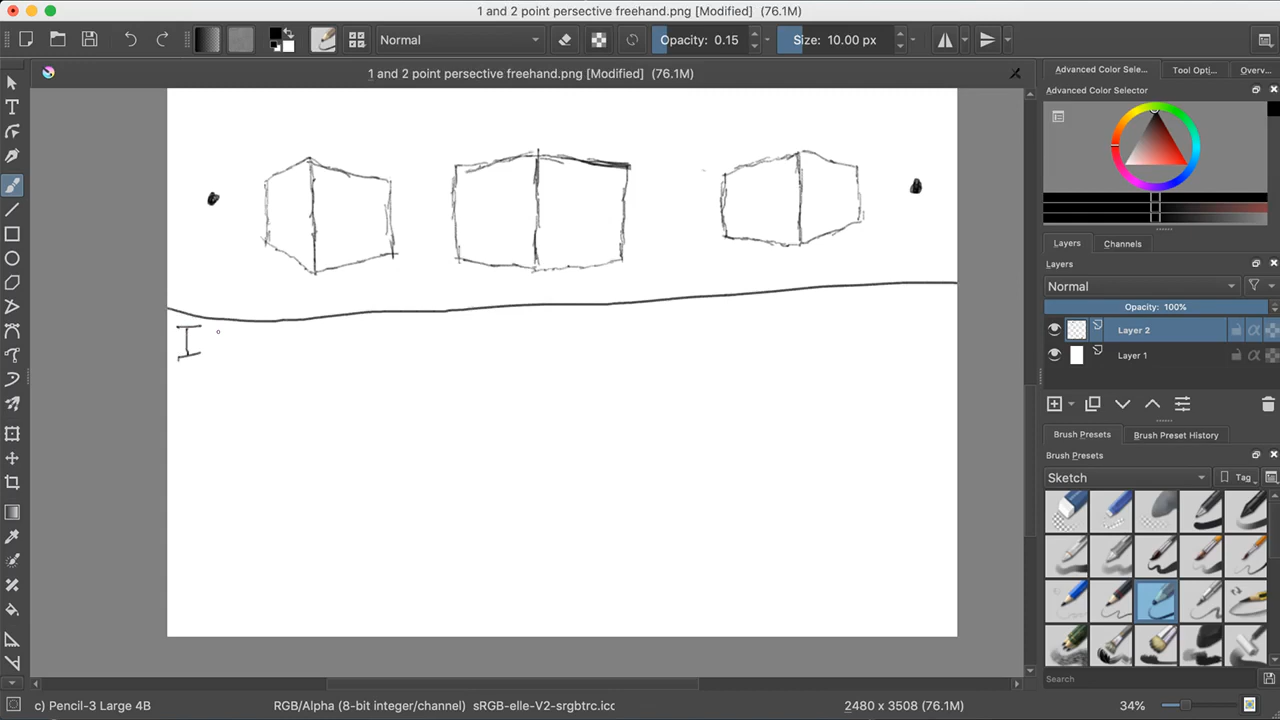 1 and 2 point persective freehand.png [Modified] (76.1M)
Normal
Opacity: 0.15
Size: 10.00 px
1 and 2 point persective freehand.png [Modified] (76.1M)
Advanced Color Sele...
Tool Opti...
Overv...
Advanced Color Selector
Layers
Channels
Layers
Normal
Opacity: 100%
Layer 2
Layer 1
Brush Presets
Brush Preset History
Brush Presets
Sketch
Tag
Search
I
c) Pencil-3 Large 4B
RGB/Alpha (8-bit integer/channel) sRGB-elle-V2-srgbtrc.icc
2480 x 3508 (76.1M)
34%